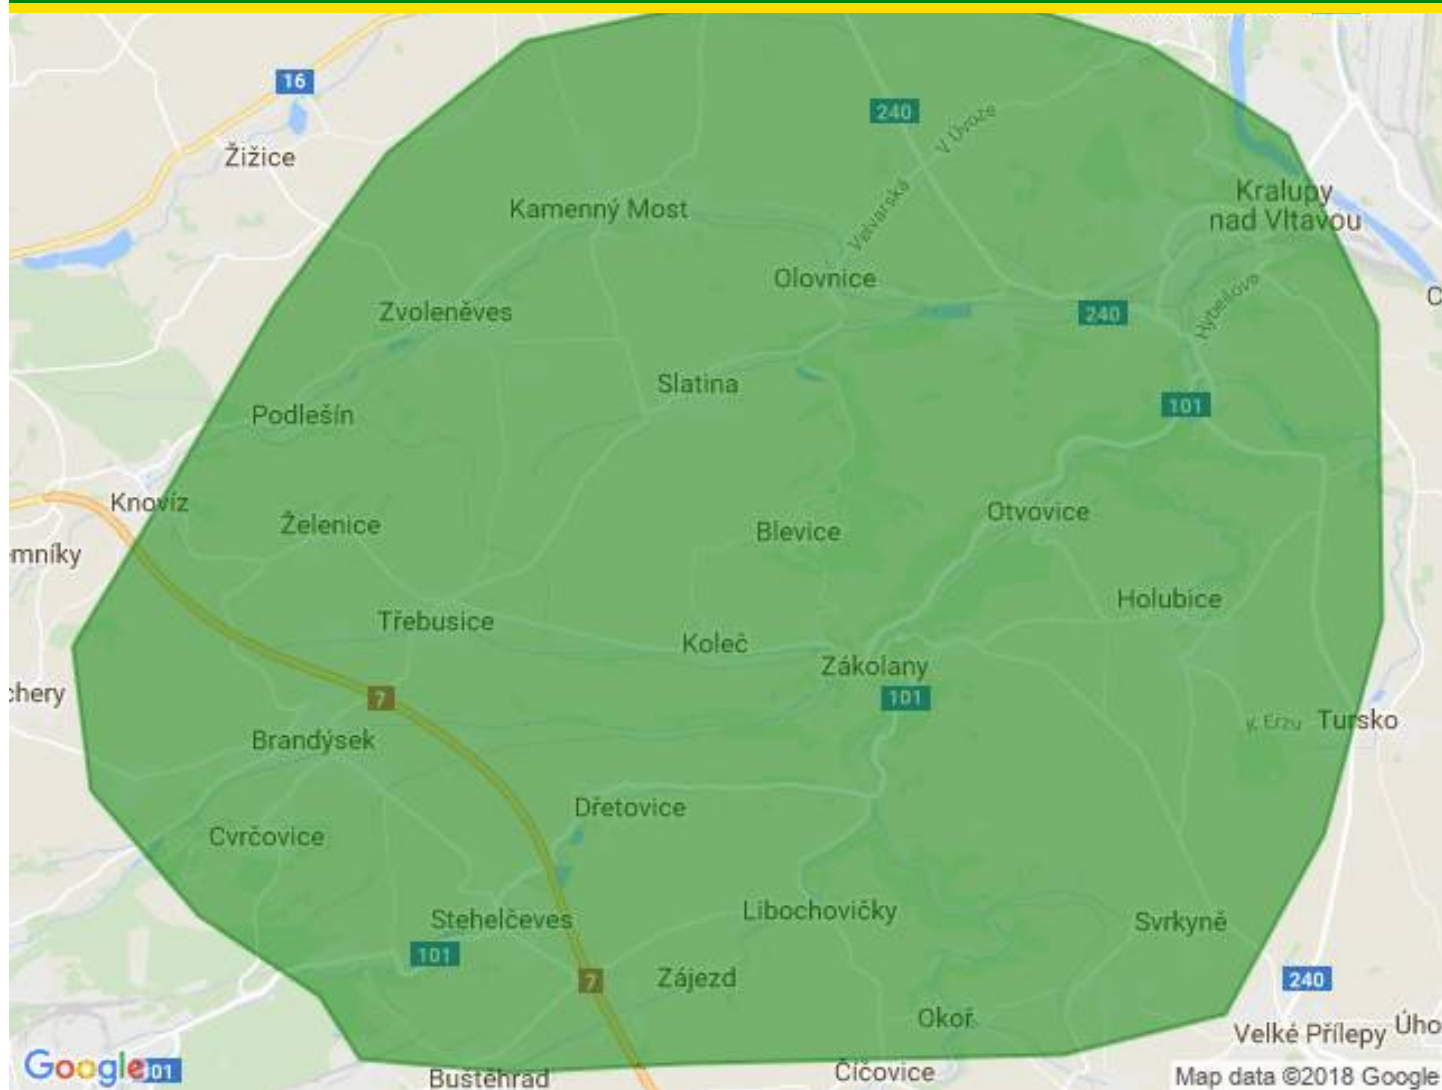 16
240
V Úvoze
Žižice
Kralupy
nad Vltavou
Kamenný Most
Velvarská
Olovnice
Zvoleněves
240
Slatina
101
Podlešín
Knovíz
Otvovice
Želenice
Blevice
mníky
Holubice
Třebusice
Koleč
Zákolany
chery
7
101
Tursko
K Erzu
Brandýsek
Dřetovice
Cvrčovice
Libochovičky
Stehelčeves
Svrkyně
101
Zájezd
7
240
Okoř
Úho
Velké Přílepy
Google
01
Číčovice
Buštěhrad
Map data ©2018 Google